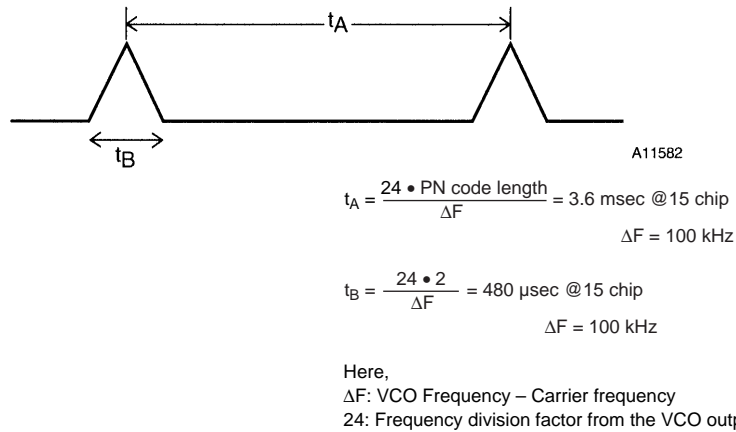 tA
tB
A11582
tA = 24 • PN code length / ΔF = 3.6 msec @15 chip
ΔF = 100 kHz
tB = 24 • 2 / ΔF = 480 μsec @15 chip
ΔF = 100 kHz
Here,
ΔF: VCO Frequency – Carrier frequency
24: Frequency division factor from the VCO